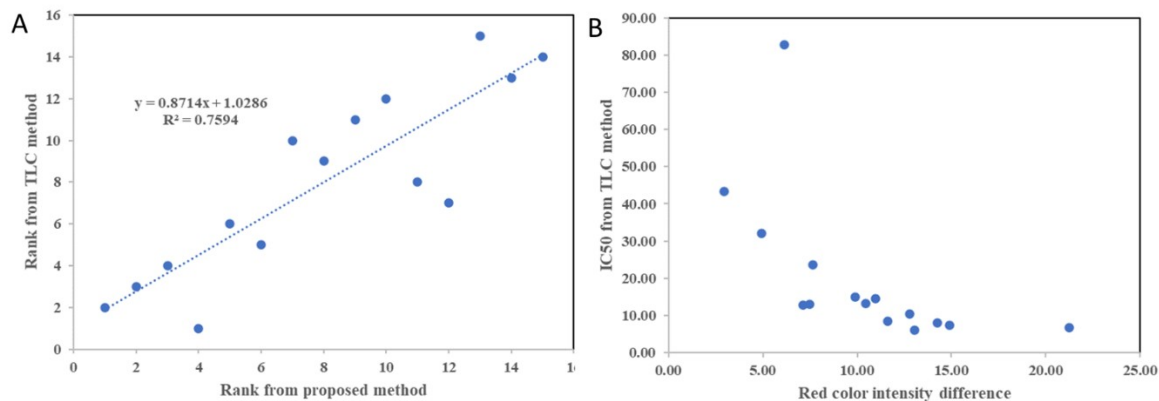 A
16
14
12
10
8
6
4
2
0
y = 0.8714x + 1.0286
R² = 0.7594
Rank from TLC method
0 2 4 6 8 10 12 14 1
Rank from proposed method
B
90.00
80.00
70.00
60.00
50.00
40.00
30.00
20.00
10.00
0.00
IC50 from TLC method
0.00 5.00 10.00 15.00 20.00 25.00
Red color intensity difference